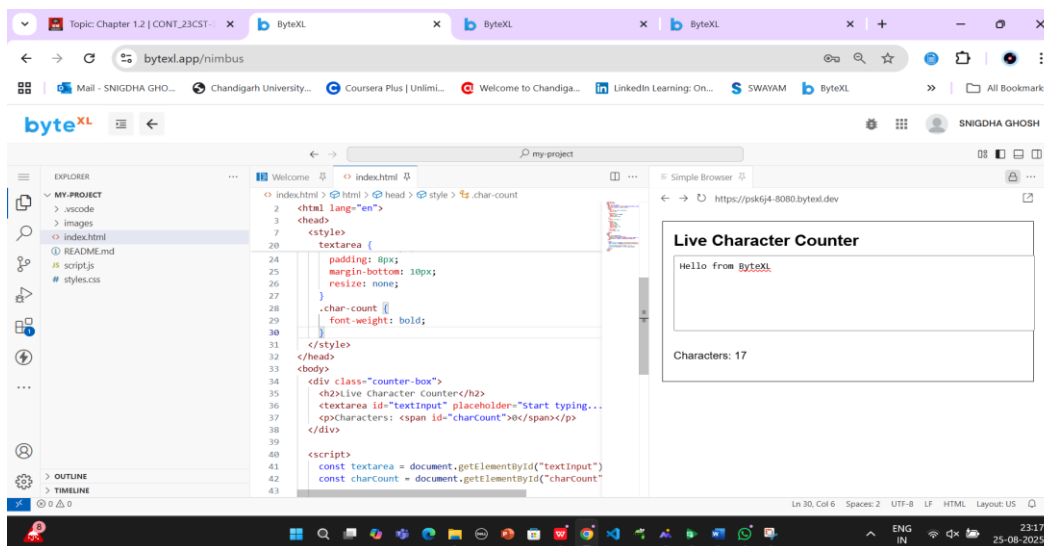 Topic: Chapter 1.2 | CONT_23CST-
ByteXL
ByteXL
ByteXL
bytexl.app/nimbus
Mail - SNIGDHA GHO...
Chandigarh University...
Coursera Plus | Unlimi...
Welcome to Chandiga...
LinkedIn Learning: On...
SWAYAM
ByteXL
All Bookmark
byteXL
SNIGDHA GHOSH
my-project
EXPLORER
MY-PROJECT
.vscode
images
index.html
README.md
JS script.js
# styles.css
OUTLINE
TIMELINE
Welcome
index.html
index.html > html > head > style > .char-count
2 <html lang="en">
3 <head>
7 <style>
20 textarea {
24 padding: 8px;
25 margin-bottom: 10px;
26 resize: none;
27 }
28 .char-count {
29 font-weight: bold;
30 }
31 </style>
32 </head>
33 <body>
34 <div class="counter-box">
35 <h2>Live Character Counter</h2>
36 <textarea id="textInput" placeholder="Start typing...
37 <p>Characters: <span id="charCount">0</span></p>
38 </div>
39
40 <script>
41 const textarea = document.getElementById("textInput")
42 const charCount = document.getElementById("charCount"
43
Simple Browser
https://psk6j4-8080.bytexl.dev
Live Character Counter
Hello from ByteXL
Characters: 17
0 0
Ln 30, Col 6 Spaces: 2 UTF-8 LF HTML Layout: US
8
ENG
IN
23:17
25-08-2025